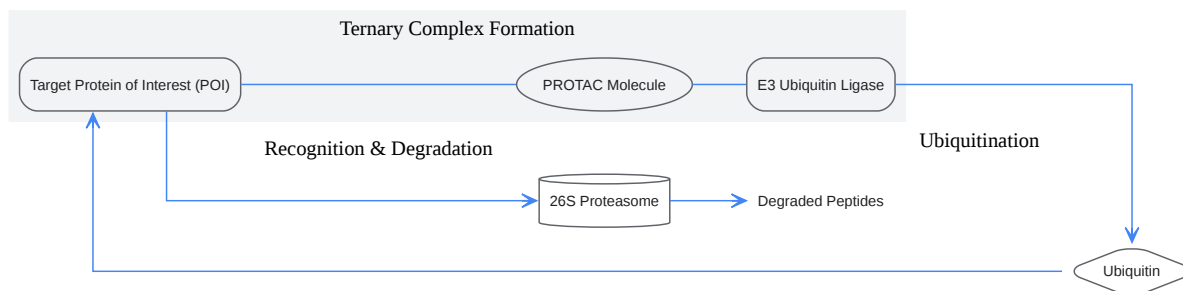 Ternary Complex Formation
Target Protein of Interest (POI)
PROTAC Molecule
E3 Ubiquitin Ligase
Recognition & Degradation
Ubiquitination
26S Proteasome
Degraded Peptides
Ubiquitin